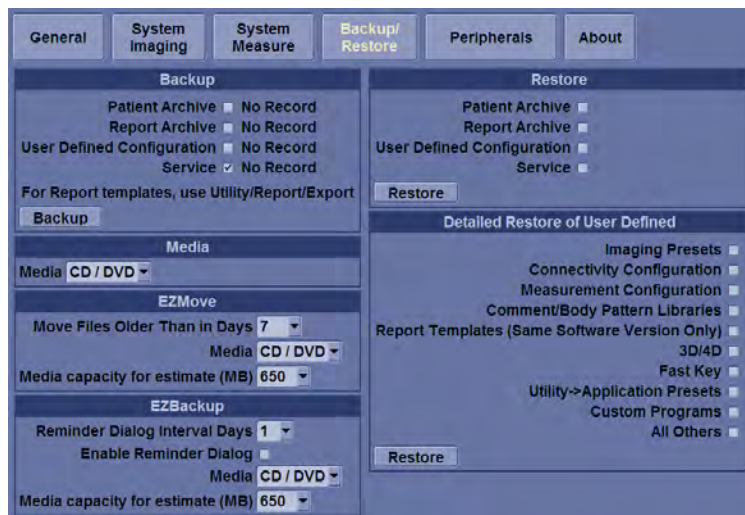 General
System Imaging
System Measure
Backup/ Restore
Peripherals
About
Backup
Patient Archive No Record
Report Archive No Record
User Defined Configuration No Record
Service No Record
For Report templates, use Utility/Report/Export
Backup
Media
Media CD / DVD
EZMove
Move Files Older Than in Days 7
Media CD / DVD
Media capacity for estimate (MB) 650
EZBackup
Reminder Dialog Interval Days 1
Enable Reminder Dialog
Media CD / DVD
Media capacity for estimate (MB) 650
Restore
Patient Archive
Report Archive
User Defined Configuration
Service
Restore
Detailed Restore of User Defined
Imaging Presets
Connectivity Configuration
Measurement Configuration
Comment/Body Pattern Libraries
Report Templates (Same Software Version Only)
3D/4D
Fast Key
Utility->Application Presets
Custom Programs
All Others
Restore